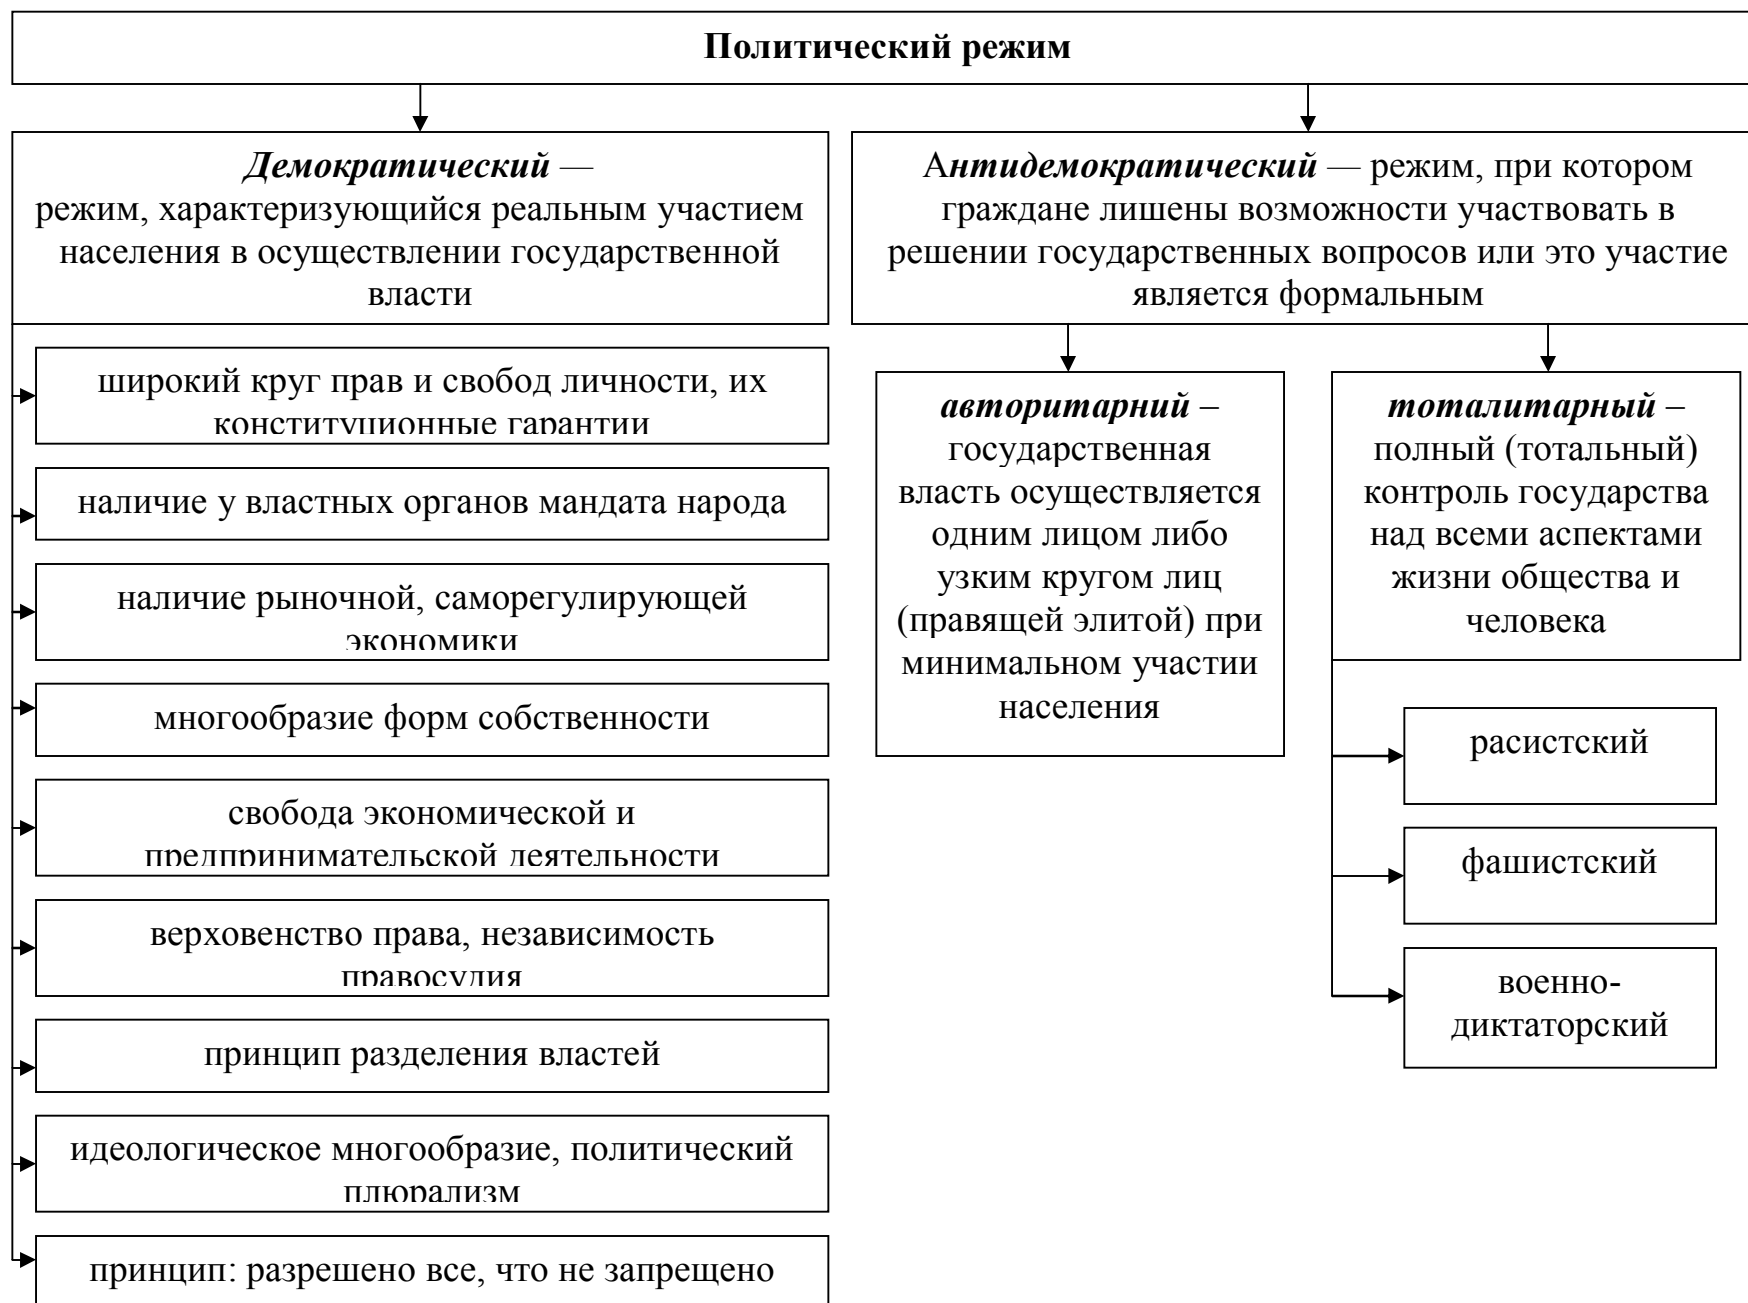 Политический режим
Демократический —
режим, характеризующийся реальным участием
населения в осуществлении государственной
власти
широкий круг прав и свобод личности, их
конституционные гарантии
наличие у властных органов мандата народа
наличие рыночной, саморегулирующей
экономики
многообразие форм собственности
свобода экономической и
предпринимательской деятельности
верховенство права, независимость
правосудия
принцип разделения властей
идеологическое многообразие, политический
плюрализм
принцип: разрешено все, что не запрещено
Антидемократический — режим, при котором
граждане лишены возможности участвовать в
решении государственных вопросов или это участие
является формальным
авторитарний –
государственная
власть осуществляется
одним лицом либо
узким кругом лиц
(правящей элитой) при
минимальном участии
населения
тоталитарный –
полный (тотальный)
контроль государства
над всеми аспектами
жизни общества и
человека
расистский
фашистский
военно-
диктаторский